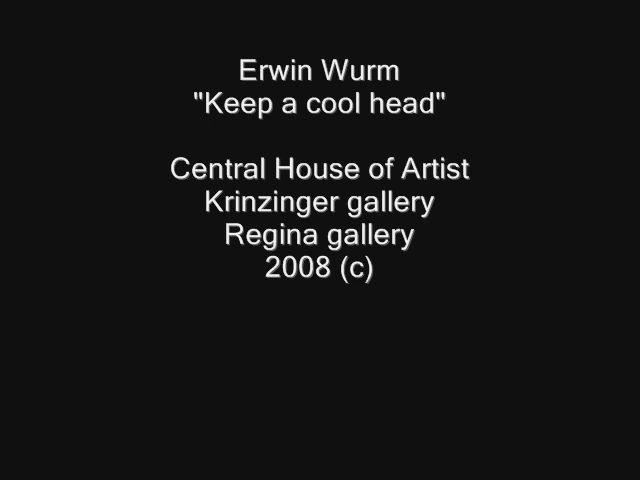 Erwin Wurm
"Keep a cool head"
Central House of Artist
Krinzinger gallery
Regina gallery
2008 (c)